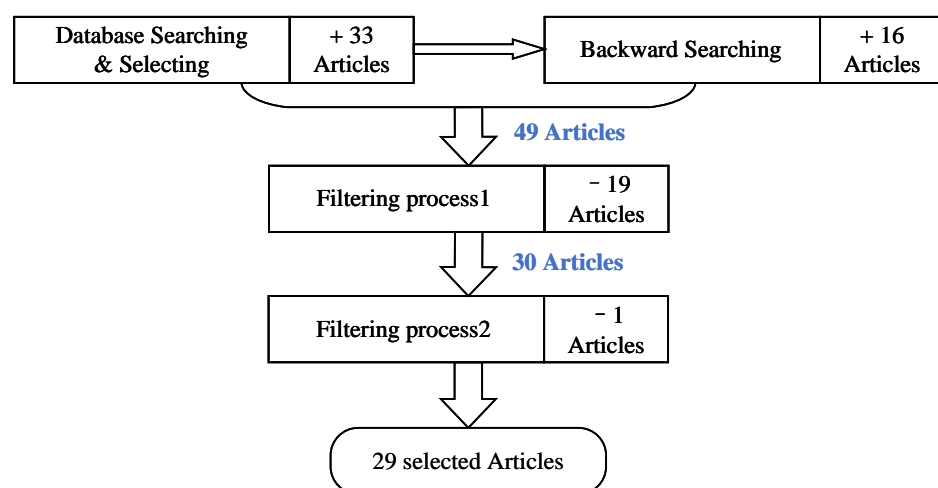 Database Searching
& Selecting
+ 33
Articles
Backward Searching
+ 16
Articles
49 Articles
Filtering process1
− 19
Articles
30 Articles
Filtering process2
− 1
Articles
29 selected Articles